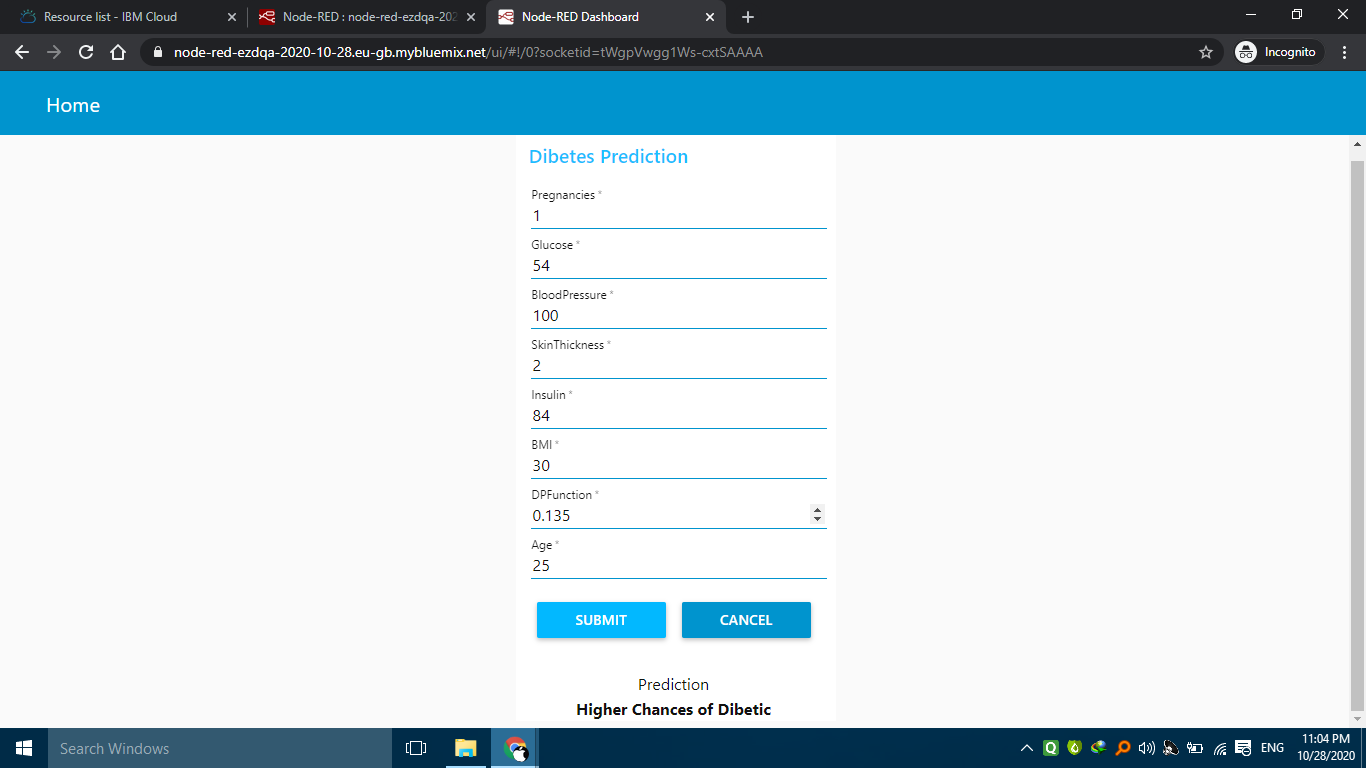 Resource list - IBM Cloud
Node-RED : node-red-ezdqa-202
Node-RED Dashboard
node-red-ezdqa-2020-10-28.eu-gb.mybluemix.net/ui/#!/0?socketid=tWgpVwgg1Ws-cxtSAAAA
Incognito
Home
Dibetes Prediction
Pregnancies *
1
Glucose *
54
BloodPressure *
100
SkinThickness *
2
Insulin *
84
BMI *
30
DPFunction *
0.135
Age *
25
SUBMIT
CANCEL
Prediction
Higher Chances of Dibetic
Search Windows
ENG
11:04 PM
10/28/2020